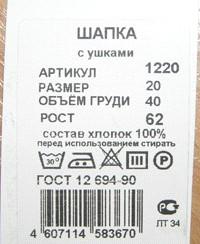 ШАПКА
с ушками
АРТИКУЛ 1220
РАЗМЕР 20
ОБЪЕМ ГРУДИ 40
РОСТ 62
состав хлопок 100%
перед использованием стирать
30°
ГОСТ 12 694-90
4 607114 583670
ЛТ 34